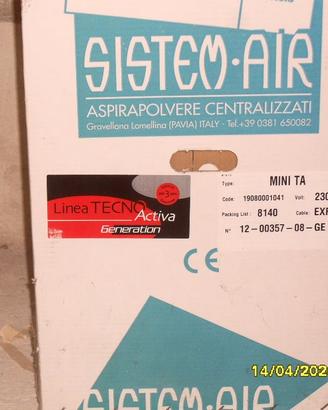 SISTEM·AIR
ASPIRAPOLVERE CENTRALIZZATI
Gravellona Lomellina (PAVIA) ITALY - Tel.+39 0381 650082
Type: MINI TA
Linea TECNO
Activa
Generation
Code: 19080001041 Volt: 230
Packing List: 8140 Cable: EXP
N° 12-00357-08-GE
CE
14/04/202
SISTEM·AIR